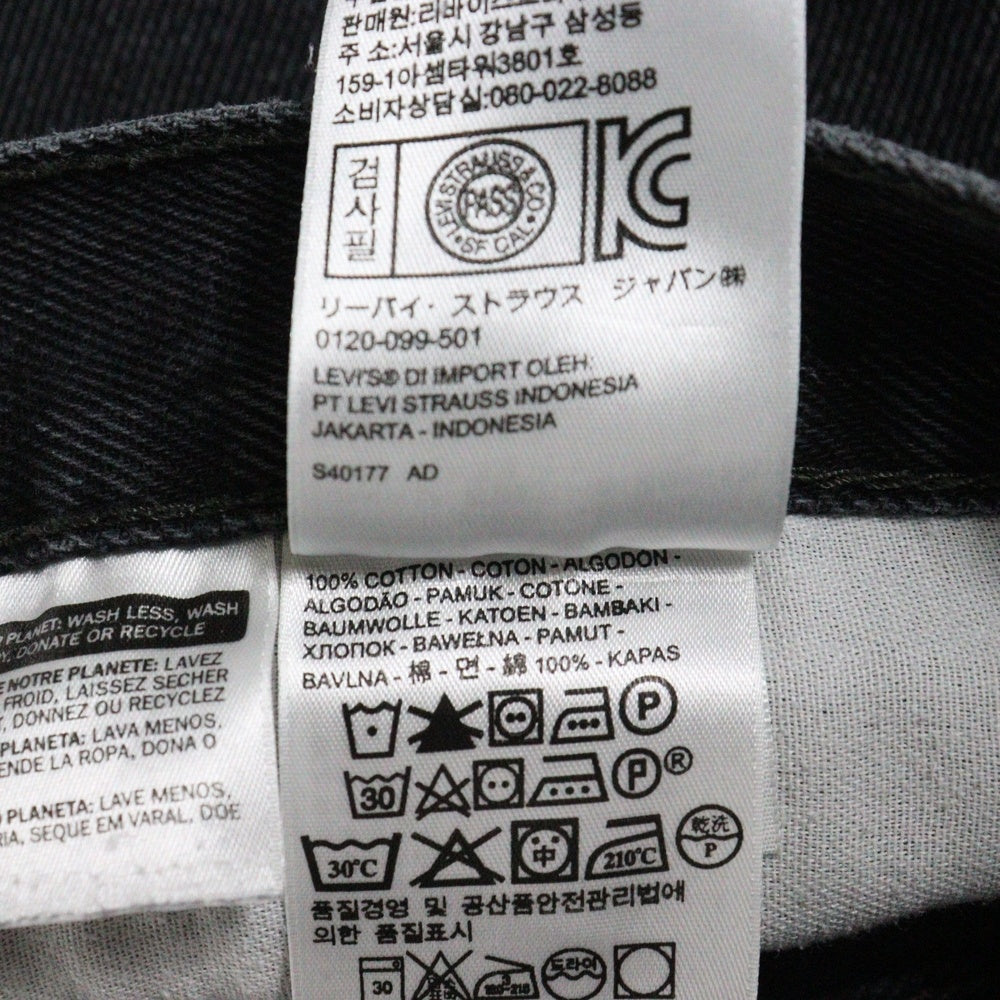 판매원:리바이스트라우스
주 소:서울시 강남구 삼성동
159-1아셈타워3801호
소비자상담실:080-022-8088
검사필
LEVI STRAUSS & CO.
PASS
SF CAL
리ーバイ・ストラウス ジャパン㈱
0120-099-501
LEVI'S® DI IMPORT OLEH:
PT LEVI STRAUSS INDONESIA
JAKARTA - INDONESIA
S40177 AD
100% COTTON - COTON - ALGODON -
ALGODÃO - PAMUK - COTONE -
BAUMWOLLE - KATOEN - BAMBAKI -
ХЛОПОК - BAWEŁNA - PAMUT -
BAVLNA - 棉 - 면 - 綿 100% - KAPAS
PLANET: WASH LESS, WASH
DONATE OR RECYCLE
NOTRE PLANETE: LAVEZ
FROID, LAISSEZ SECHER
DONNEZ OU RECYCLEZ
PLANETA: LAVA MENOS,
ENDE LA ROPA, DONA O
PLANETA: LAVE MENOS,
RIA, SEQUE EM VARAL, DOE
P
30 P®
30°C 中 210°C 乾洗 P
품질경영 및 공산품안전관리법에
의한 품질표시
30 180-210 드라이